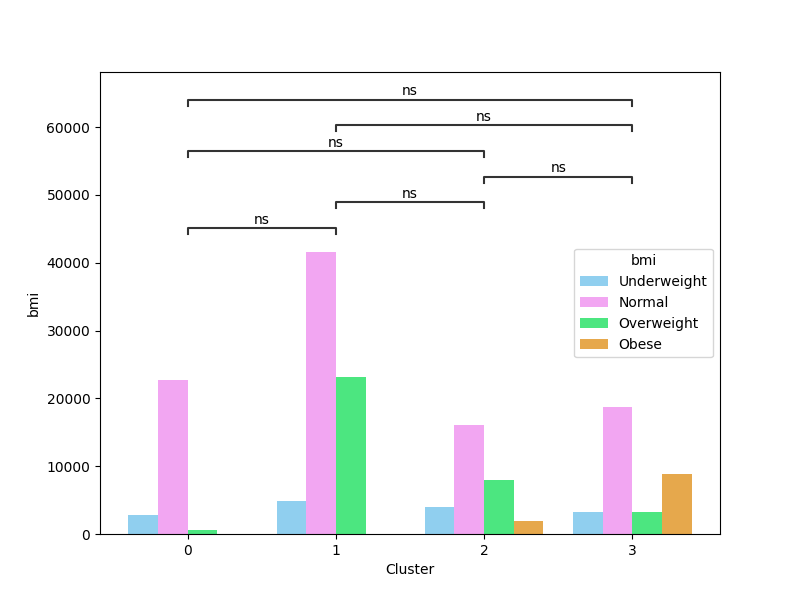 ns
ns
ns
ns
ns
ns
60000
50000
40000
30000
20000
10000
0
bmi
bmi
Underweight
Normal
Overweight
Obese
0 1 2 3
Cluster